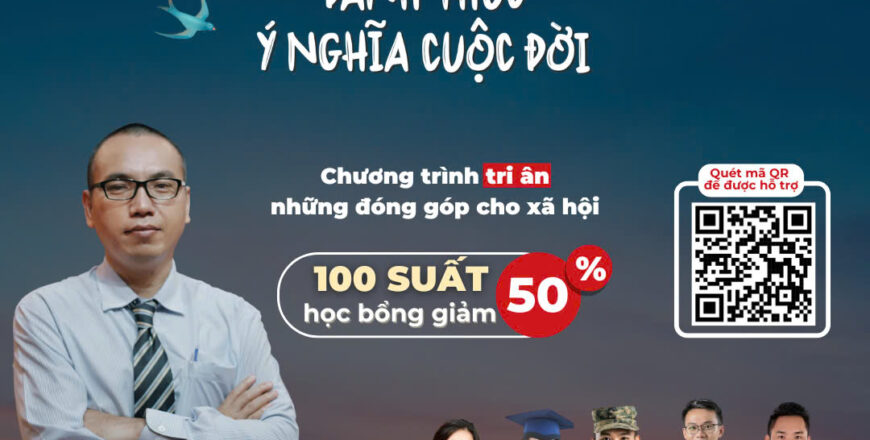 Ý NGHĨA CUỘC ĐỜI
Chương trình tri ân
những đóng góp cho xã hội
100 SUẤT
học bổng giảm
50%
Quét mã QR
để được hỗ trợ